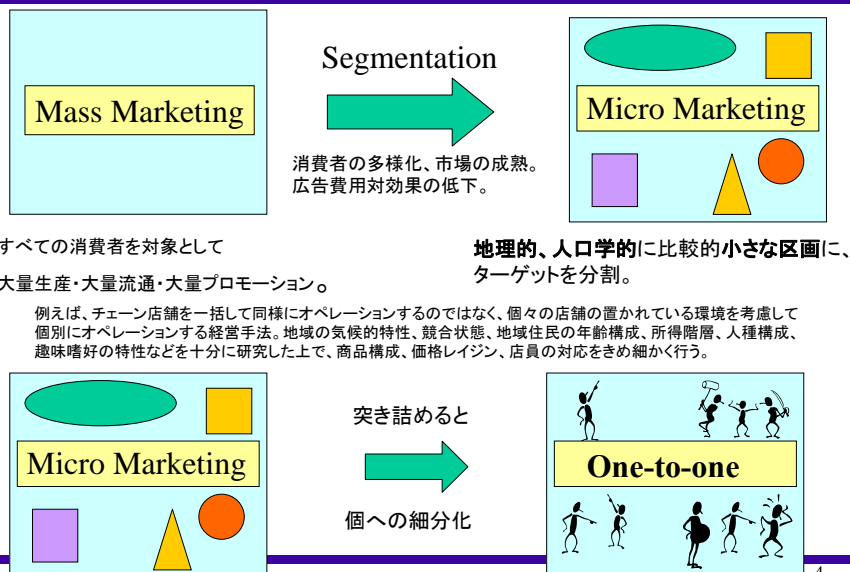 Segmentation
Mass Marketing
Micro Marketing
消費者の多様化、市場の成熟。
広告費用対効果の低下。
すべての消費者を対象として
大量生産・大量流通・大量プロモーション。
地理的、人口学的に比較的小さな区画に、
ターゲットを分割。
例えば、チェーン店舗を一括して同様にオペレーションするのではなく、個々の店舗の置かれている環境を考慮して
個別にオペレーションする経営手法。地域の気候的特性、競合状態、地域住民の年齢構成、所得階層、人種構成、
趣味嗜好の特性などを十分に研究した上で、商品構成、価格レイジン、店員の対応をきめ細かく行う。
突き詰めると
Micro Marketing
One-to-one
個への細分化
4